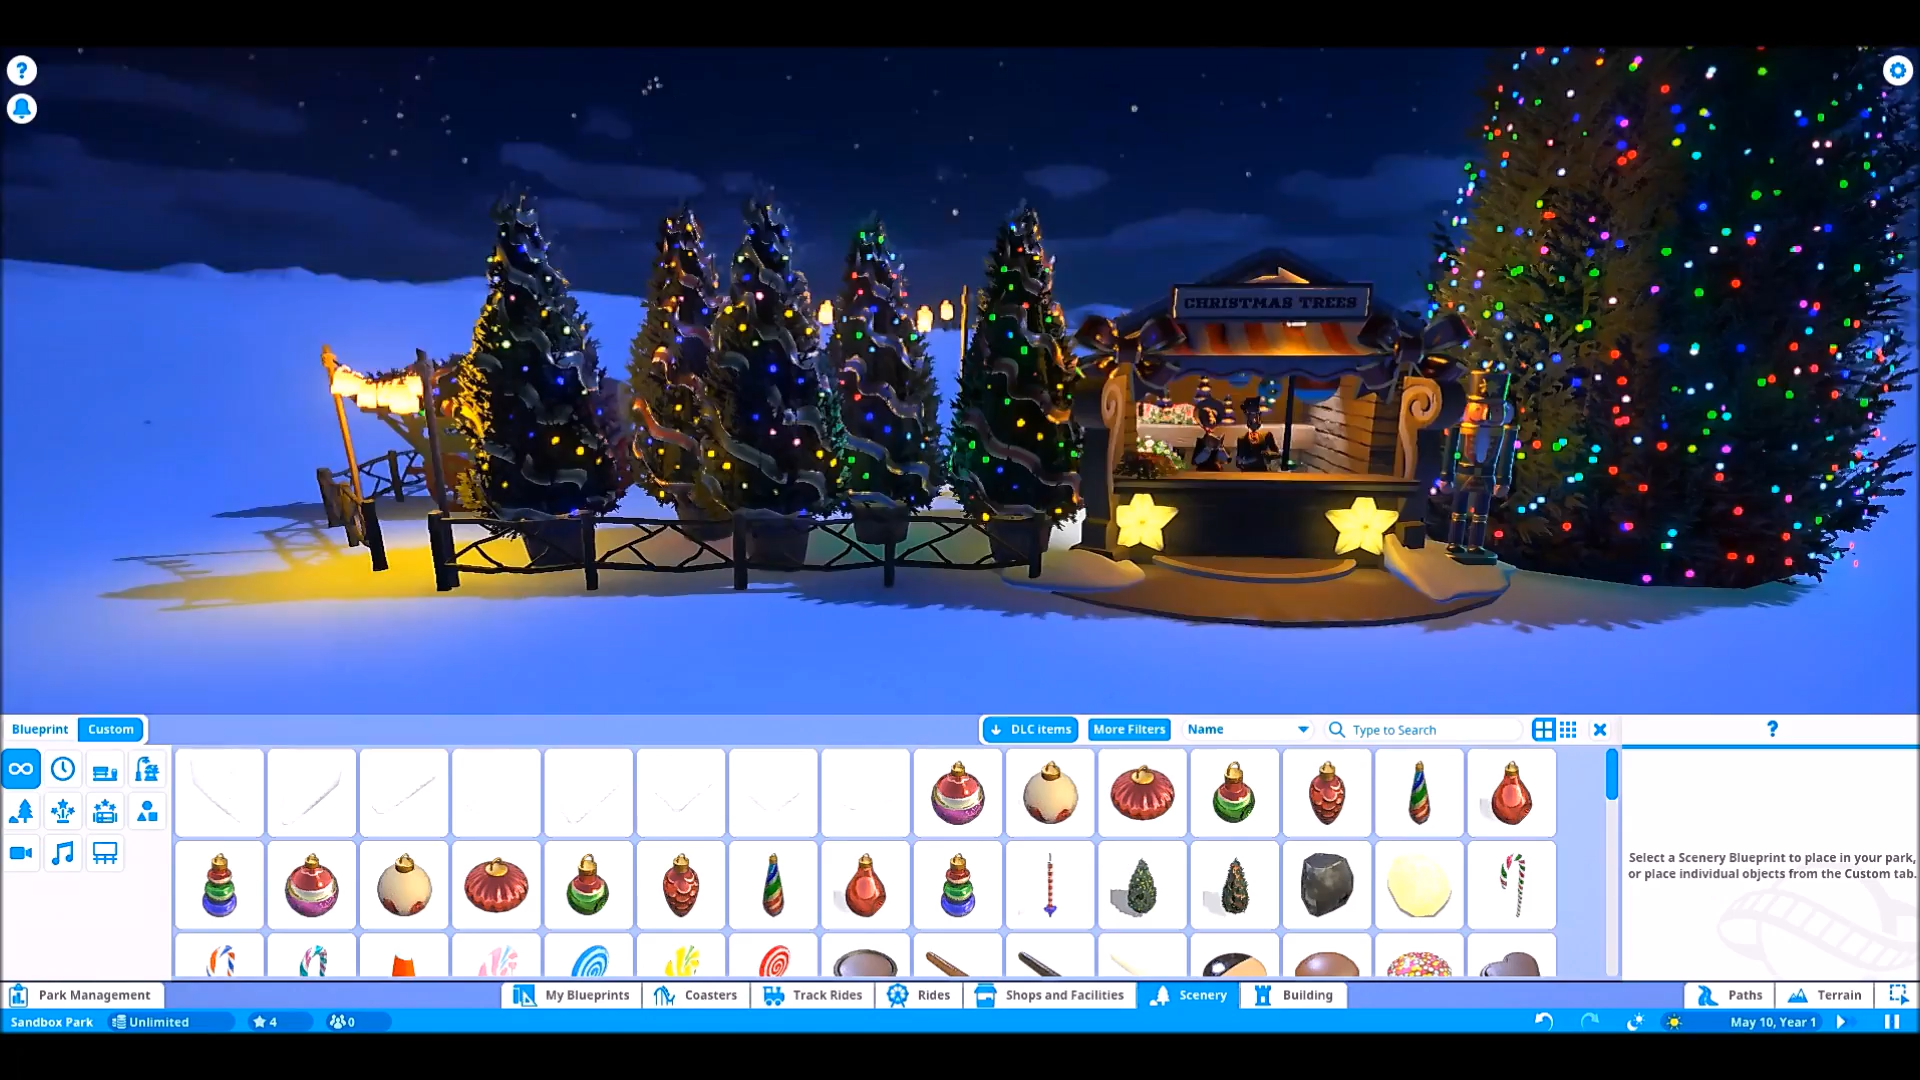 ?
CHRISTMAS TREES
Blueprint
Custom
DLC items
More Filters
Name
Type to Search
?
Select a Scenery Blueprint to place in your park,
or place individual objects from the Custom tab.
Park Management
My Blueprints
Coasters
Track Rides
Rides
Shops and Facilities
Scenery
Building
Paths
Terrain
Sandbox Park
Unlimited
4
0
May 10, Year 1